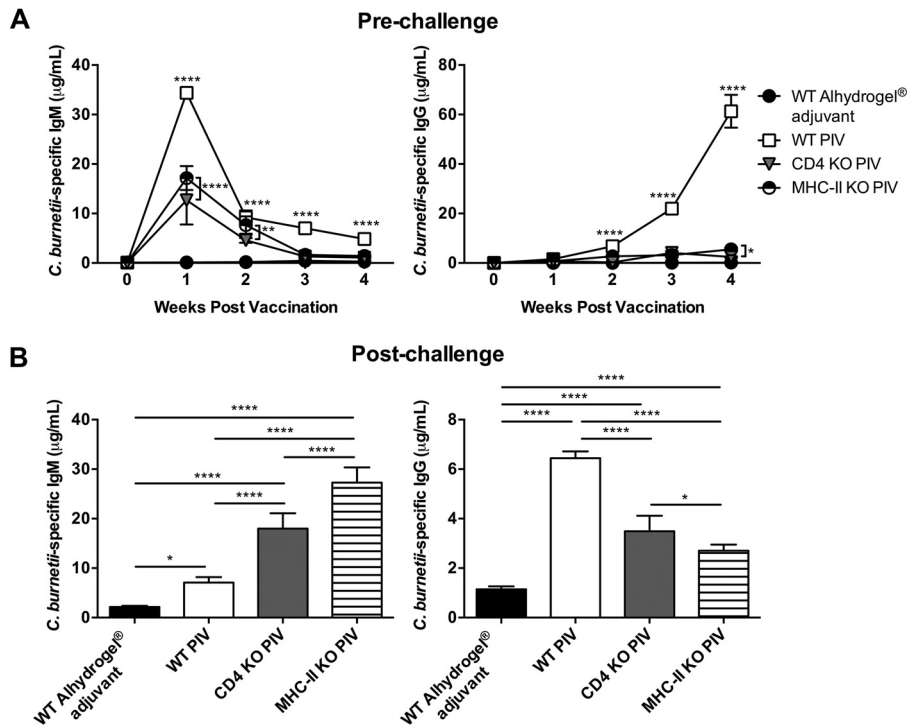 A
Pre-challenge
C. burnetii-specific IgM (μg/mL)
40
30
20
10
0
****
****
****
**
****
****
0 1 2 3 4
Weeks Post Vaccination
C. burnetii-specific IgG (μg/mL)
80
60
40
20
0
****
****
****
*
0 1 2 3 4
Weeks Post Vaccination
WT Alhydrogel®
adjuvant
WT PIV
CD4 KO PIV
MHC-II KO PIV
B
Post-challenge
C. burnetii-specific IgM (μg/mL)
40
30
20
10
0
****
****
****
****
****
*
WT Alhydrogel®
adjuvant
WT PIV
CD4 KO PIV
MHC-II KO PIV
C. burnetii-specific IgG (μg/mL)
8
6
4
2
0
****
****
**** ****
****
*
WT Alhydrogel®
adjuvant
WT PIV
CD4 KO PIV
MHC-II KO PIV